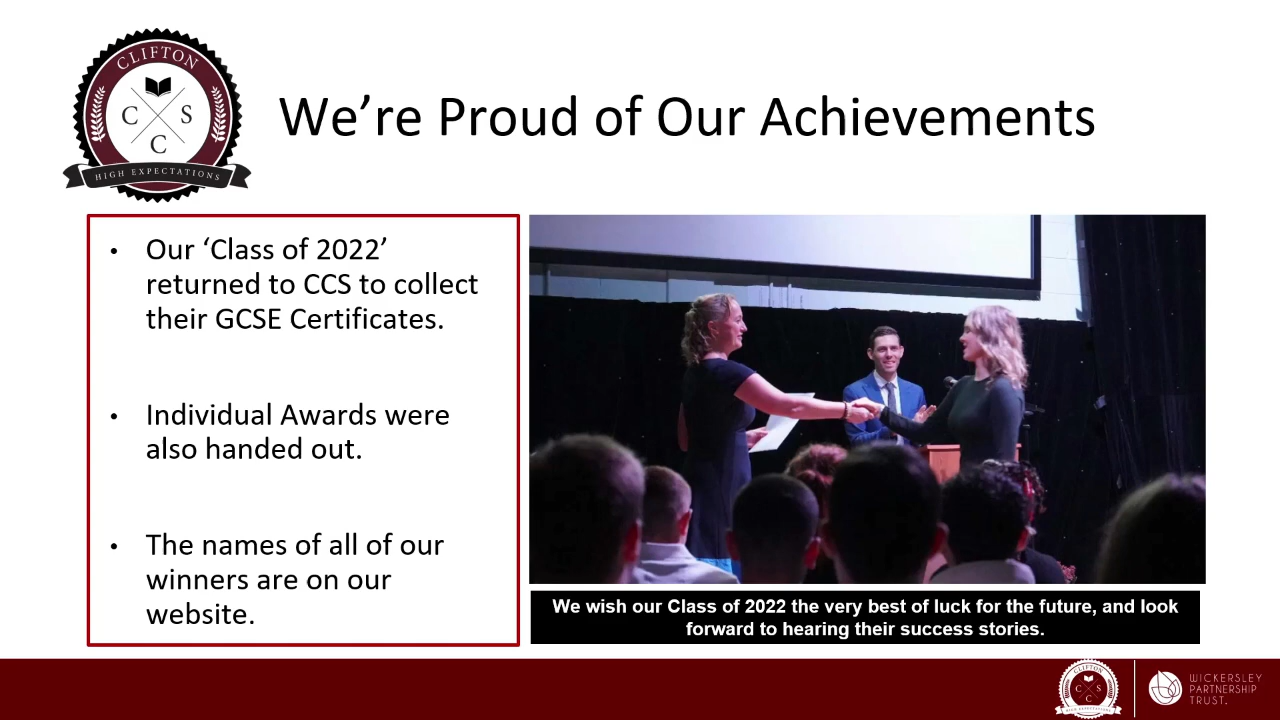 CLIFTON
C S
C
HIGH EXPECTATIONS
We’re Proud of Our Achievements
• Our ‘Class of 2022’
returned to CCS to collect
their GCSE Certificates.
• Individual Awards were
also handed out.
• The names of all of our
winners are on our
website.
We wish our Class of 2022 the very best of luck for the future, and look
forward to hearing their success stories.
CLIFTON
C S
C
HIGH EXPECTATIONS
WICKERSLEY
PARTNERSHIP
TRUST.